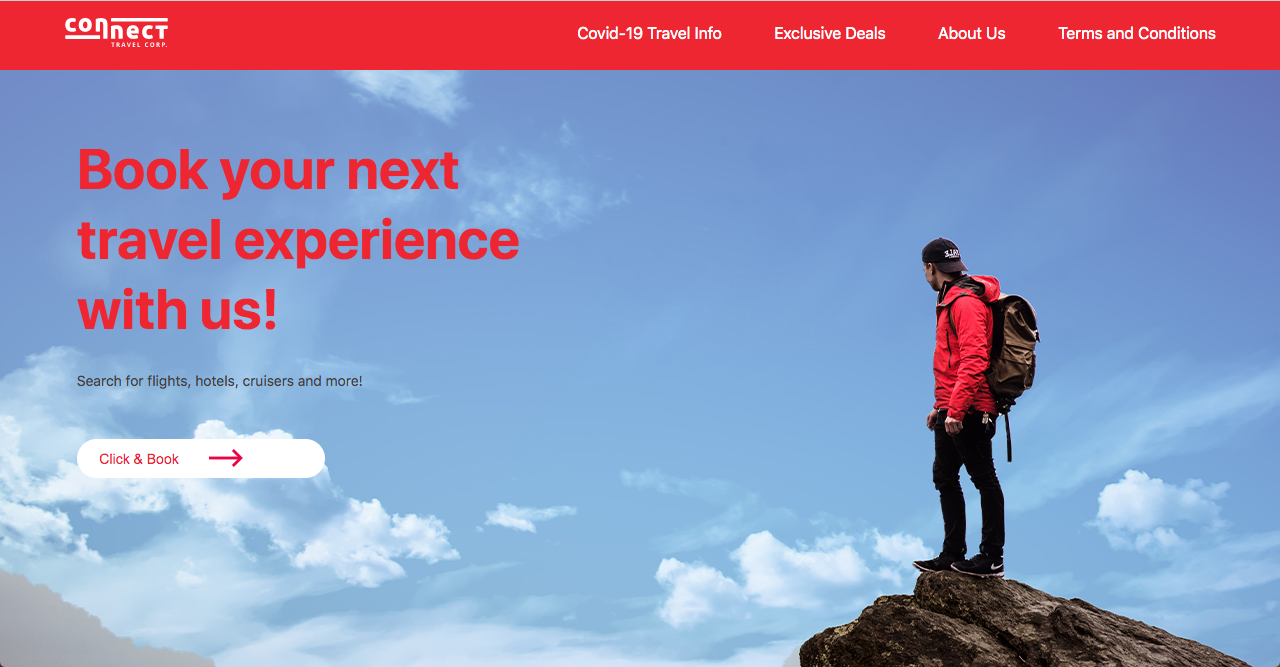 connect
TRAVEL CORP.
Covid-19 Travel Info Exclusive Deals About Us Terms and Conditions
Book your next
travel experience
with us!
Search for flights, hotels, cruisers and more!
Click & Book